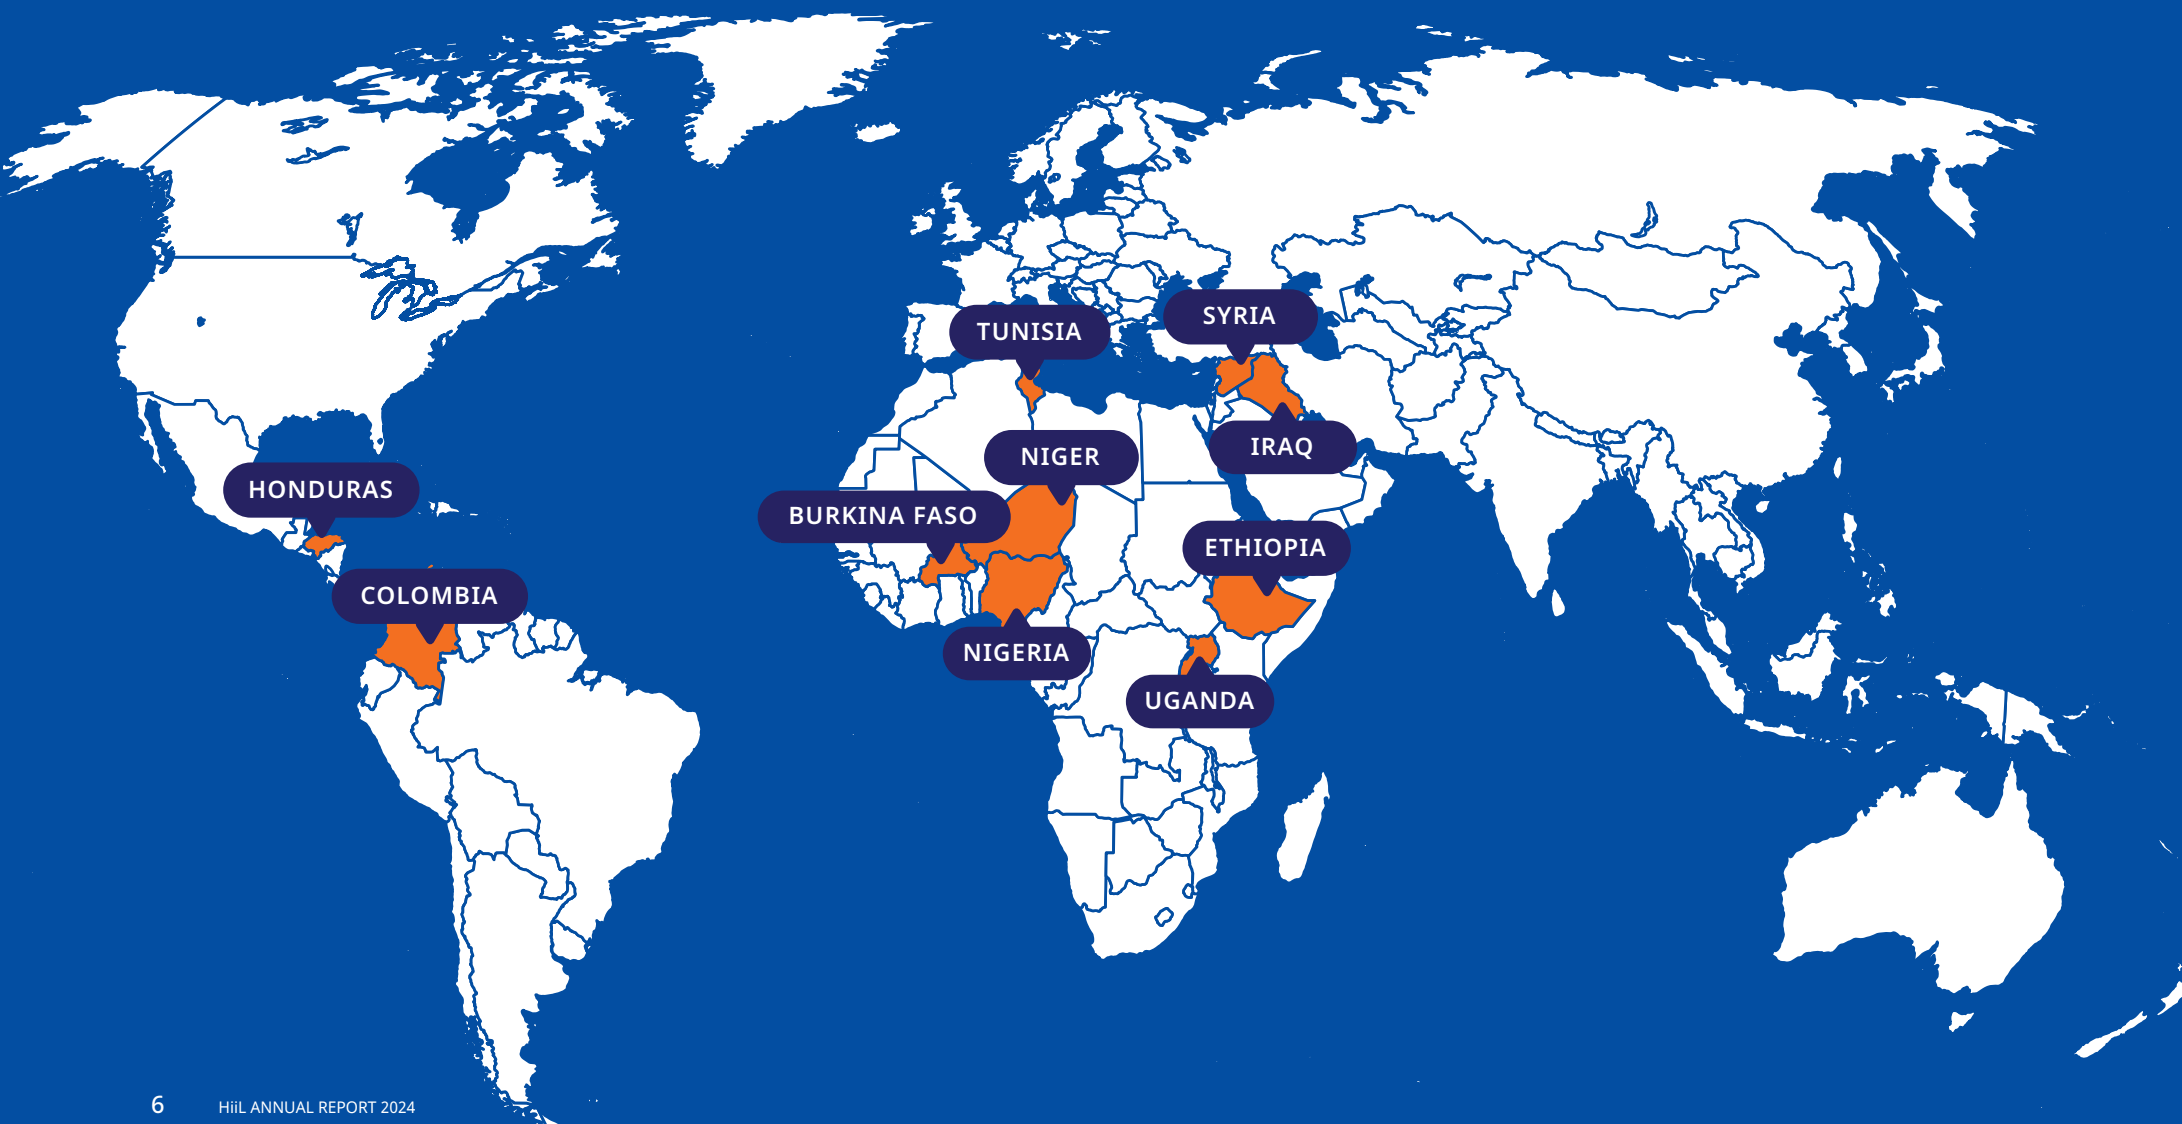 SYRIA
TUNISIA
IRAQ
NIGER
HONDURAS
BURKINA FASO
ETHIOPIA
COLOMBIA
NIGERIA
UGANDA
6 HiiL ANNUAL REPORT 2024